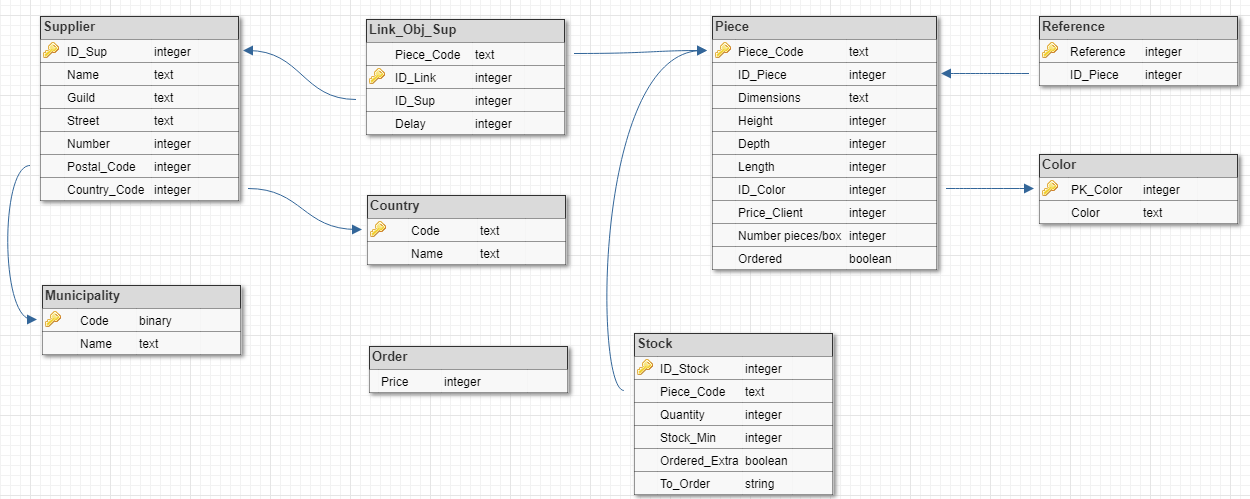 Supplier
ID_Sup integer
Name text
Guild text
Street text
Number integer
Postal_Code integer
Country_Code integer
Link_Obj_Sup
Piece_Code text
ID_Link integer
ID_Sup integer
Delay integer
Piece
Piece_Code text
ID_Piece integer
Dimensions text
Height integer
Depth integer
Length integer
ID_Color integer
Price_Client integer
Number pieces/box integer
Ordered boolean
Reference
Reference integer
ID_Piece integer
Color
PK_Color integer
Color text
Country
Code text
Name text
Municipality
Code binary
Name text
Order
Price integer
Stock
ID_Stock integer
Piece_Code text
Quantity integer
Stock_Min integer
Ordered_Extra boolean
To_Order string